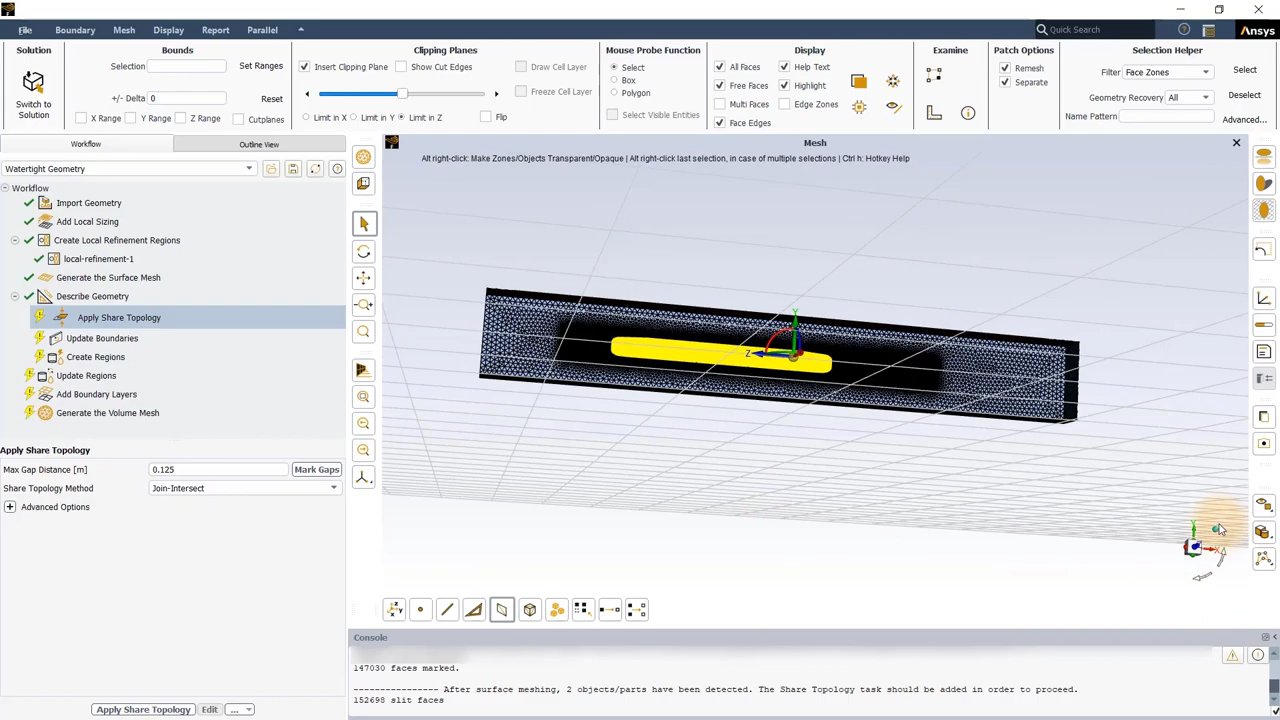 File Boundary Mesh Display Report Parallel Quick Search Ansys
Solution Bounds Clipping Planes Mouse Probe Function Display Examine Patch Options Selection Helper
Selection Set Ranges Insert Clipping Plane Show Cut Edges Draw Cell Layer Select All Faces Help Text Remesh Filter Face Zones Select
Switch to Solution +/- Delta 0 Reset Freeze Cell Layer Box Free Faces Highlight Separate Geometry Recovery All Deselect
Polygon Multi Faces Edge Zones
X Range Y Range Z Range Cutplanes Limit in X Limit in Y Limit in Z Flip Select Visible Entities Face Edges Name Pattern Advanced...
Workflow Outline View Mesh
Watertight Geometry
Alt right-click: Make Zones/Objects Transparent/Opaque | Alt right-click last selection, in case of multiple selections | Ctrl h: Hotkey Help
Workflow
Import Geometry
Add Local Sizing
Create Local Refinement Regions
local-refinement-1
Generate the Surface Mesh
Describe Geometry
Apply Share Topology
Update Boundaries
Create Regions
Update Regions
Add Boundary Layers
Generate the Volume Mesh
Apply Share Topology
Max Gap Distance [m] 0.125 Mark Gaps
Share Topology Method Join-Intersect
Advanced Options
Apply Share Topology Edit ...
Y
Z
Y
X
Console
147030 faces marked.
---------------- After surface meshing, 2 objects/parts have been detected. The Share Topology task should be added in order to proceed.
152698 slit faces